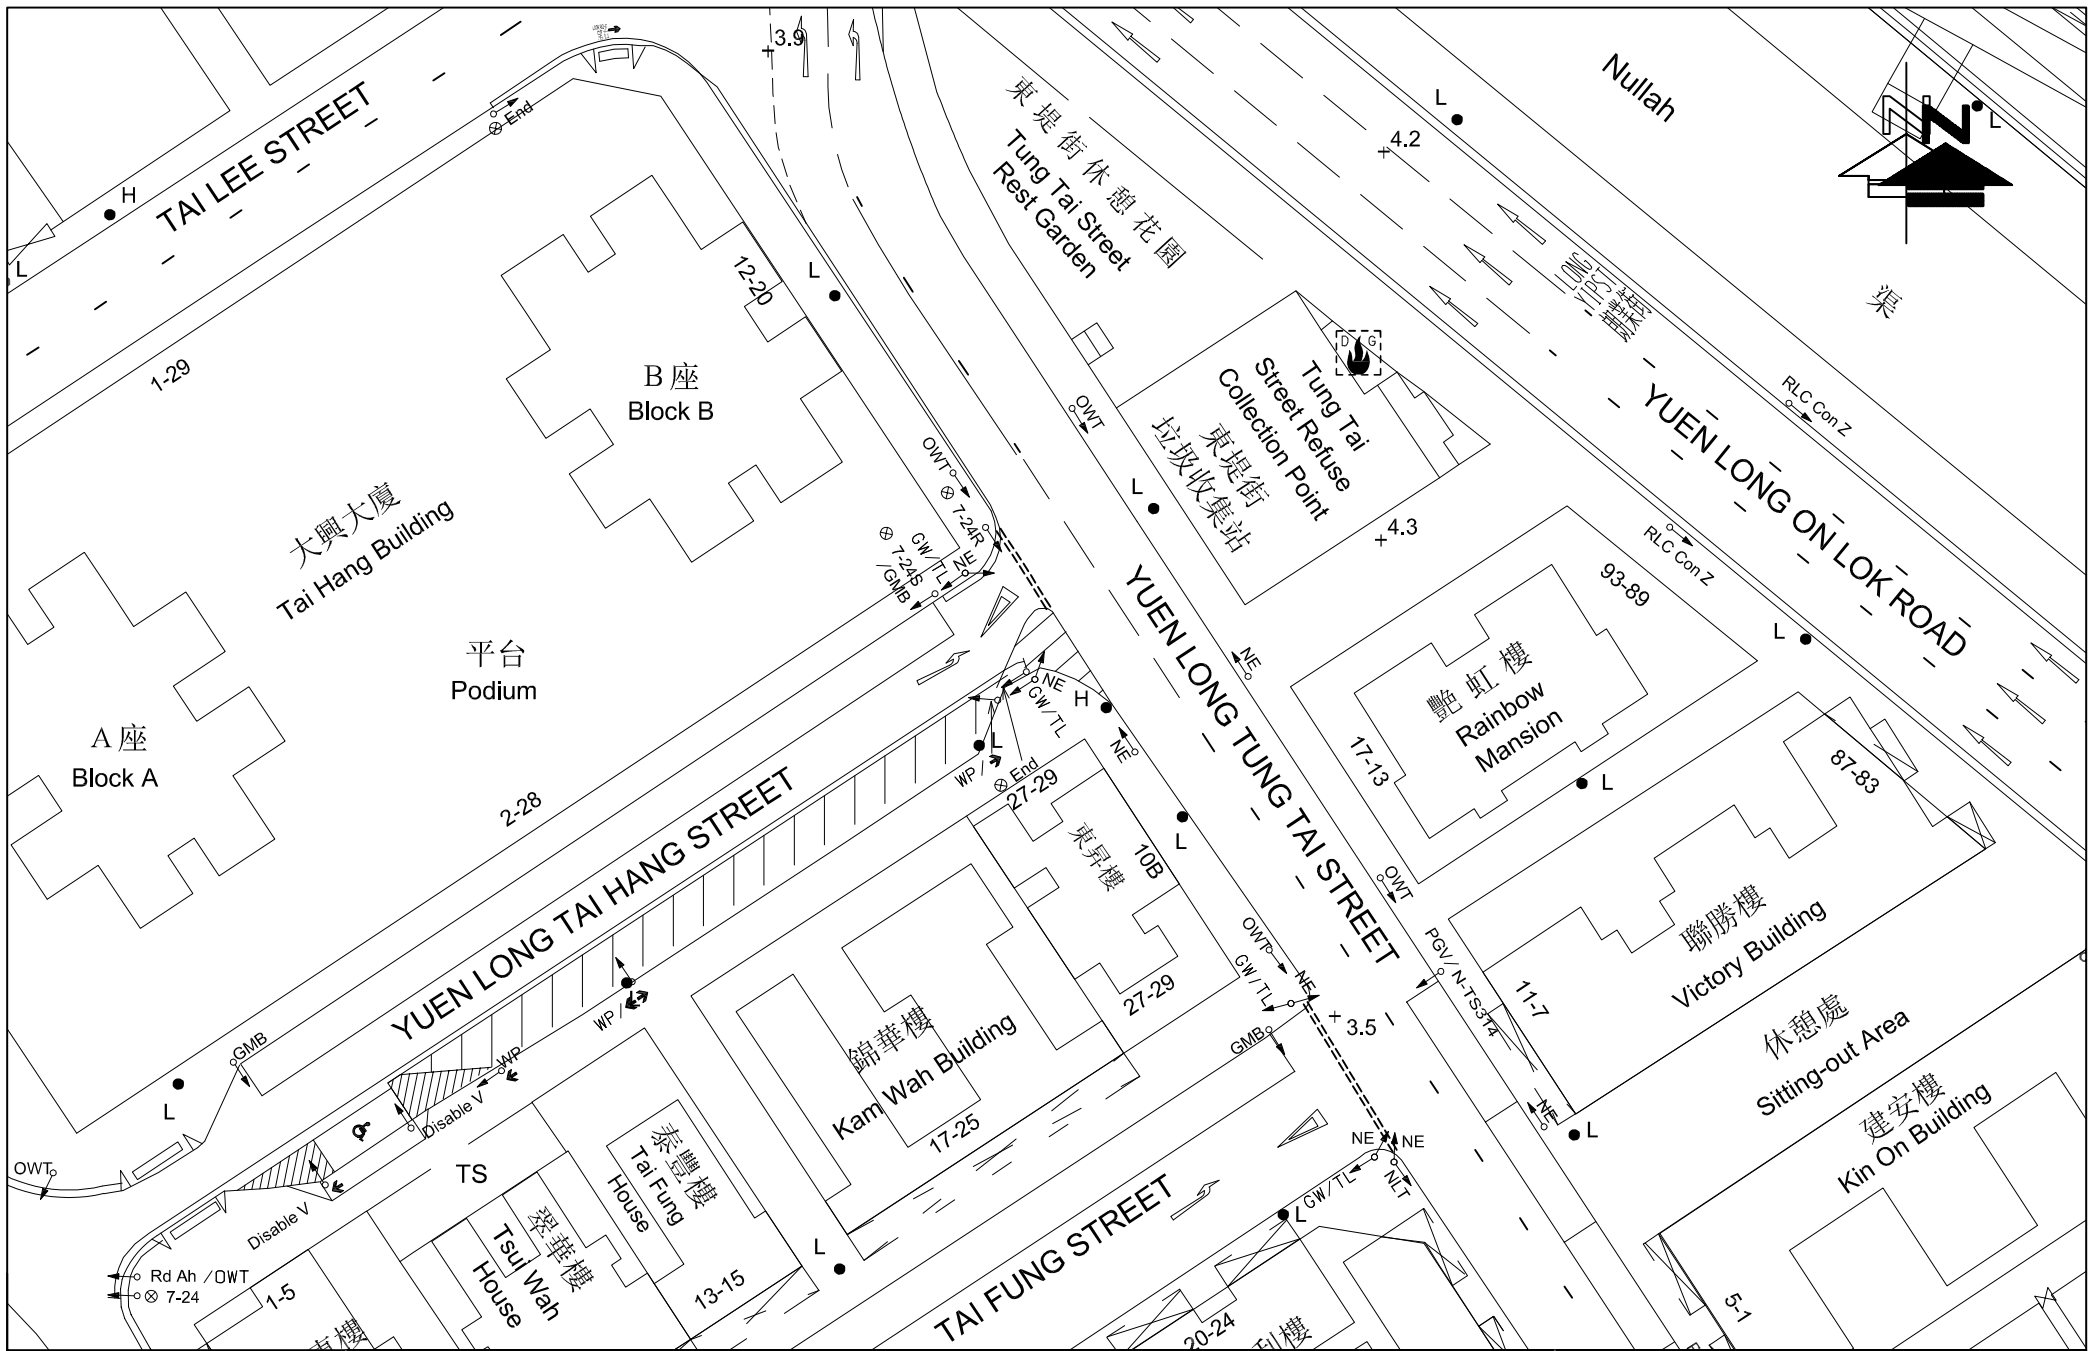 3.9
End
TAI LEE STREET
H
L
1-29
東堤街休憩花園
Tung Tai Street
Rest Garden
L
4.2
Nullah
渠
N
L
12-20
L
B座
Block B
大興大廈
Tai Hang Building
平台
Podium
A座
Block A
2-28
OWT
7-24R
NE
GW/TL
7-24S
/GMB
OWT
L
D G
Tung Tai
Street Refuse
Collection Point
東堤街
垃圾收集站
4.3
RLC Con Z
RLC Con Z
YUEN LONG ON LOK ROAD
93-89
L
艷虹樓
Rainbow
Mansion
17-13
L
87-83
YUEN LONG TUNG TAI STREET
NE
NE
GW/TL
H
NE
L
WP /
End
27-29
東昇樓
10B
27-29
L
YUEN LONG TAI HANG STREET
WP /
WP
GMB
L
Disable V
Disable V
OWT
Rd Ah /OWT
7-24
TS
1-5
翠華樓
Tsui Wah
House
泰豐樓
Tai Fung
House
13-15
L
錦華樓
Kam Wah Building
17-25
OWT
GW/TL
NE
GMB
3.5
OWT
PGV/ N-TS314
聯勝樓
Victory Building
11-7
休憩處
Sitting-out Area
建安樓
Kin On Building
NE
L
5-1
NE
NE
NLT
GW/TL
L
TAI FUNG STREET
20-24
利樓
東樓